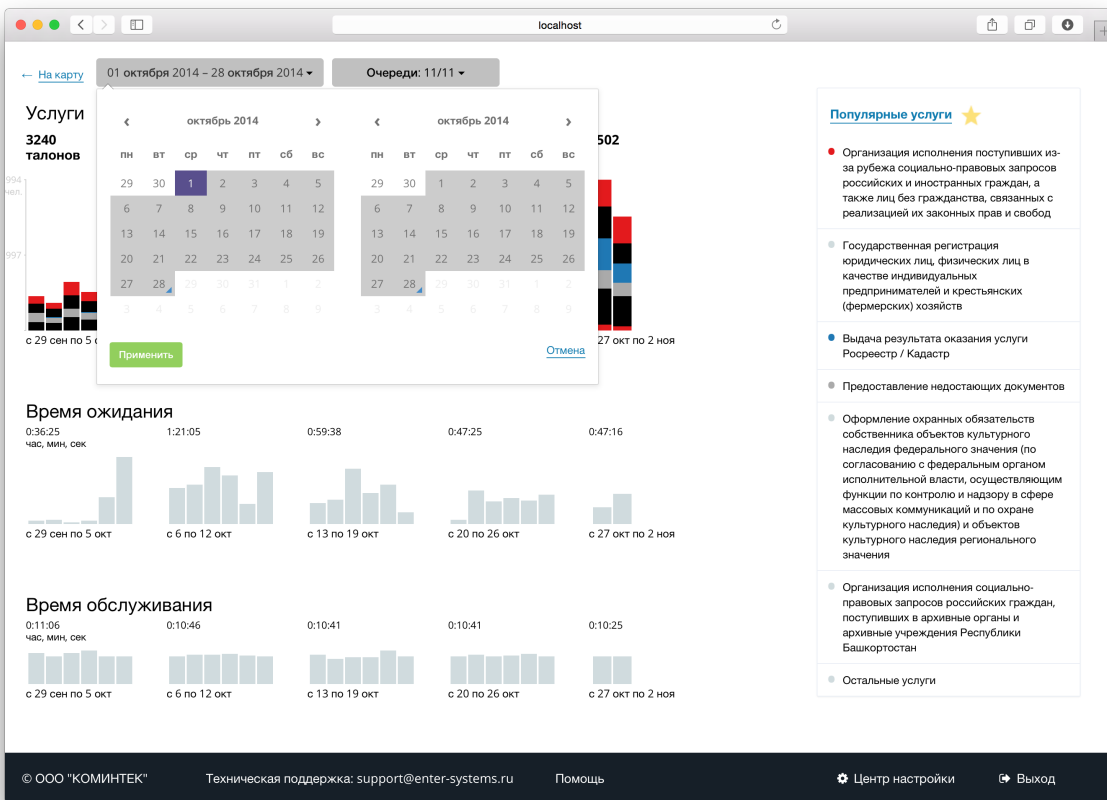 localhost
← На карту
01 октября 2014 – 28 октября 2014
Очереди: 11/11
Услуги
3240
талонов
994
чел.
997
с 29 сен по 5 о
‹ октябрь 2014 ›
пн вт ср чт пт сб вс
29 30 1 2 3 4 5
6 7 8 9 10 11 12
13 14 15 16 17 18 19
20 21 22 23 24 25 26
27 28 29 30 31 1 2
3 4 5 6 7 8 9
‹ октябрь 2014 ›
пн вт ср чт пт сб вс
29 30 1 2 3 4 5
6 7 8 9 10 11 12
13 14 15 16 17 18 19
20 21 22 23 24 25 26
27 28 29 30 31 1 2
3 4 5 6 7 8 9
Применить
Отмена
502
27 окт по 2 ноя
Время ожидания
0:36:25 1:21:05 0:59:38 0:47:25 0:47:16
час, мин, сек
с 29 сен по 5 окт с 6 по 12 окт с 13 по 19 окт с 20 по 26 окт с 27 окт по 2 ноя
Время обслуживания
0:11:06 0:10:46 0:10:41 0:10:41 0:10:25
час, мин, сек
с 29 сен по 5 окт с 6 по 12 окт с 13 по 19 окт с 20 по 26 окт с 27 окт по 2 ноя
Популярные услуги
Организация исполнения поступивших из-
за рубежа социально-правовых запросов
российских и иностранных граждан, а
также лиц без гражданства, связанных с
реализацией их законных прав и свобод
Государственная регистрация
юридических лиц, физических лиц в
качестве индивидуальных
предпринимателей и крестьянских
(фермерских) хозяйств
Выдача результата оказания услуги
Росреестр / Кадастр
Предоставление недостающих документов
Оформление охранных обязательств
собственника объектов культурного
наследия федерального значения (по
согласованию с федеральным органом
исполнительной власти, осуществляющим
функции по контролю и надзору в сфере
массовых коммуникаций и по охране
культурного наследия) и объектов
культурного наследия регионального
значения
Организация исполнения социально-
правовых запросов российских граждан,
поступивших в архивные органы и
архивные учреждения Республики
Башкортостан
Остальные услуги
© ООО "КОМИНТЕК" Техническая поддержка: support@enter-systems.ru Помощь Центр настройки Выход